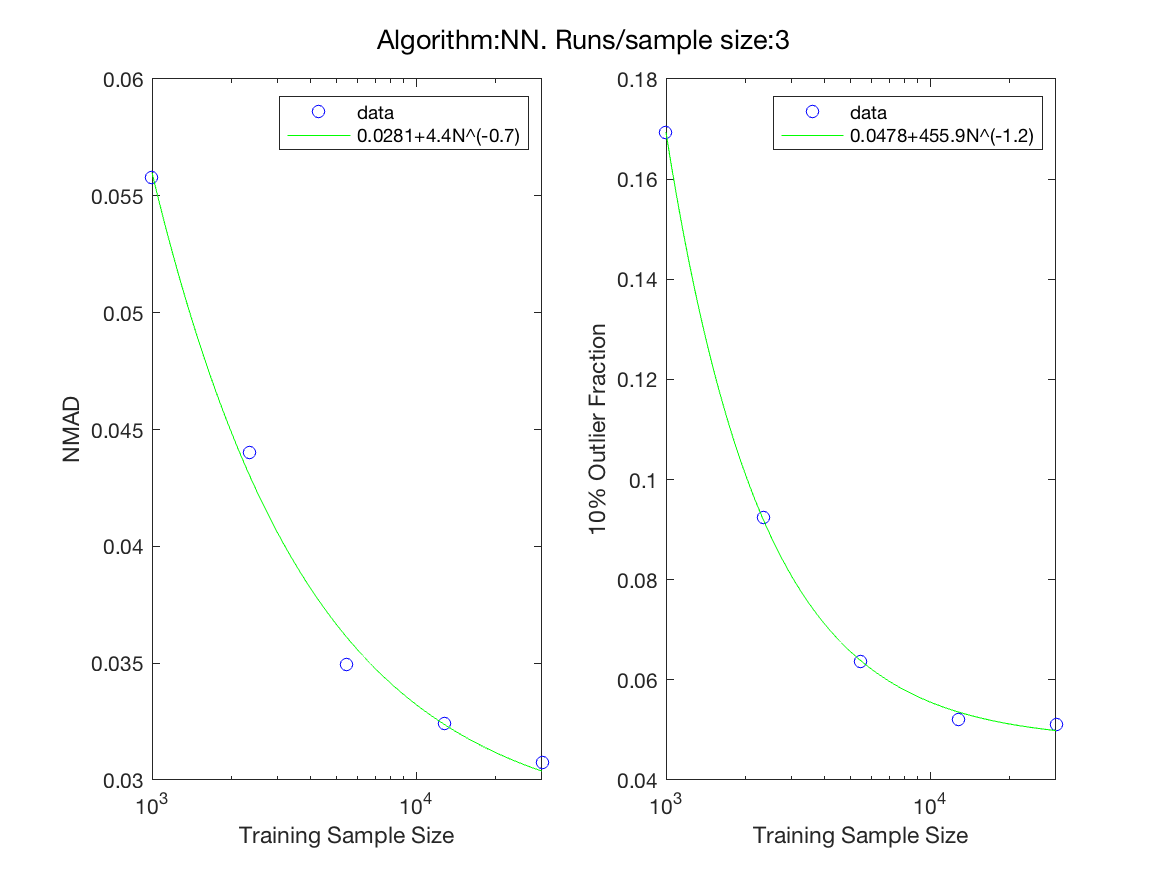 Algorithm:NN. Runs/sample size:3
0.06
0.055
0.05
0.045
0.04
0.035
0.03
NMAD
data
0.0281+4.4N^(-0.7)
10^3
10^4
Training Sample Size
0.18
0.16
0.14
0.12
0.1
0.08
0.06
0.04
10% Outlier Fraction
data
0.0478+455.9N^(-1.2)
10^3
10^4
Training Sample Size